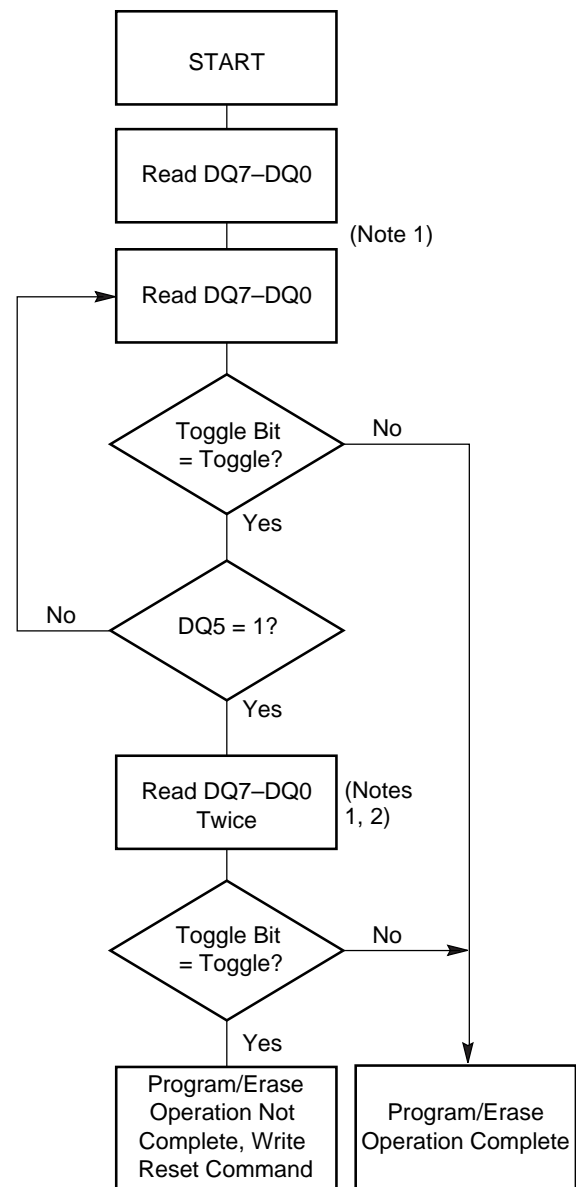 START
Read DQ7–DQ0
(Note 1)
Read DQ7–DQ0
Toggle Bit
= Toggle?
No
Yes
No
DQ5 = 1?
Yes
Read DQ7–DQ0
Twice
(Notes
1, 2)
Toggle Bit
= Toggle?
No
Yes
Program/Erase
Operation Not
Complete, Write
Reset Command
Program/Erase
Operation Complete